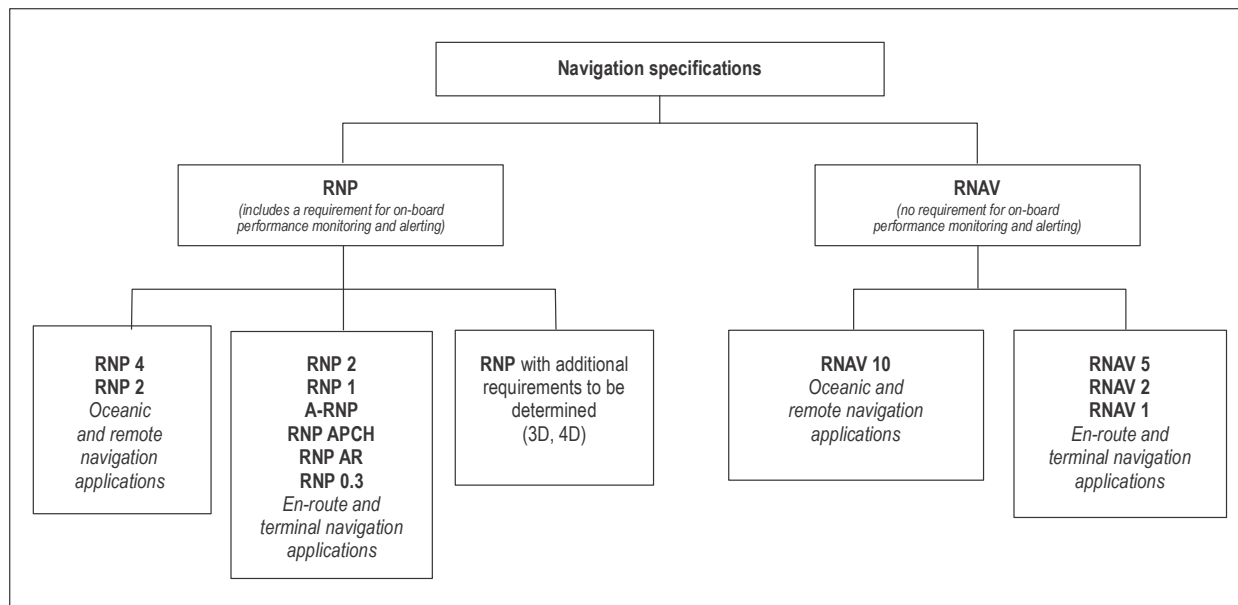 Navigation specifications
RNP
(includes a requirement for on-board
performance monitoring and alerting)
RNAV
(no requirement for on-board
performance monitoring and alerting)
RNP 4
RNP 2
Oceanic
and remote
navigation
applications
RNP 2
RNP 1
A-RNP
RNP APCH
RNP AR
RNP 0.3
En-route and
terminal navigation
applications
RNP with additional
requirements to be
determined
(3D, 4D)
RNAV 10
Oceanic and
remote navigation
applications
RNAV 5
RNAV 2
RNAV 1
En-route and
terminal navigation
applications